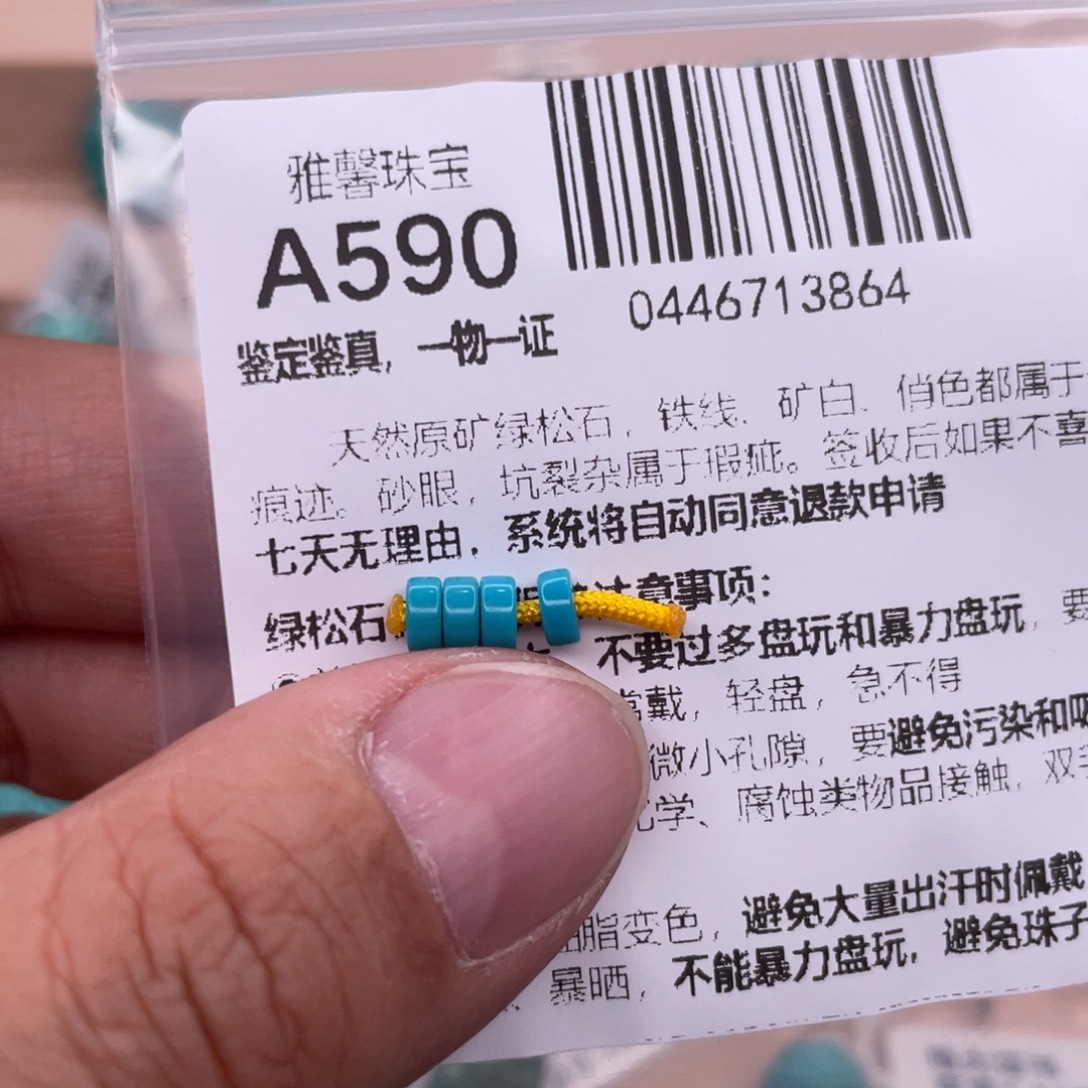 雅馨珠宝
A590
0446713864
鉴定鉴真，一物一证
天然原矿绿松石，铁线、矿白、俏色都属于
痕迹。砂眼，坑裂杂属于瑕疵。签收后如果不喜
七天无理由，系统将自动同意退款申请
绿松石 注意事项：
不要过多盘玩和暴力盘玩，要
常戴，轻盘，急不得
微小孔隙，要避免污染和吸
化学、腐蚀类物品接触，双手
油脂变色，避免大量出汗时佩戴
暴晒，不能暴力盘玩，避免珠子